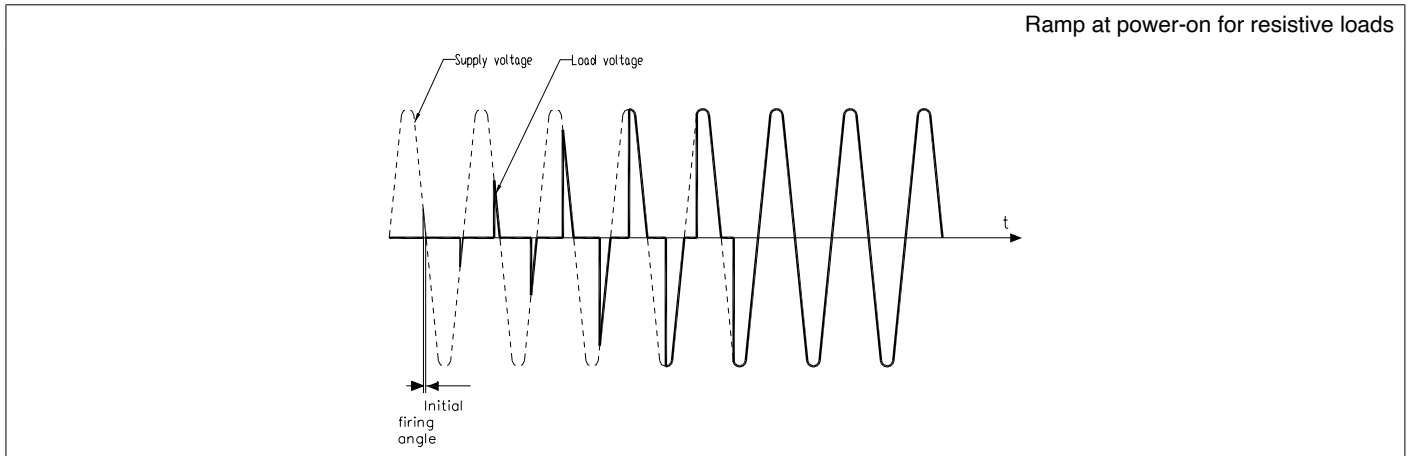 Ramp at power-on for resistive loads
Supply voltage
Load voltage
t
Initial
firing
angle